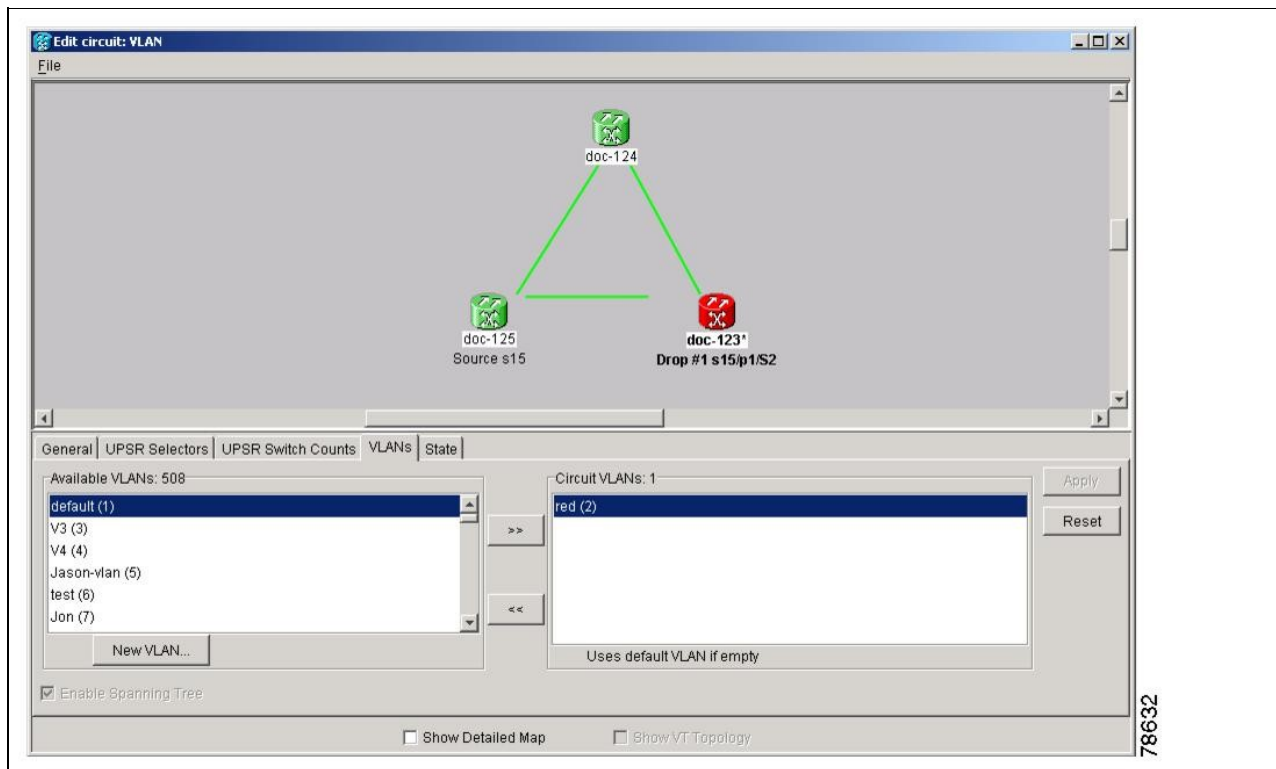 Edit circuit: VLAN
File
doc-124
doc-125
Source s15
doc-123*
Drop #1 s15/p1/S2
General
UPSR Selectors
UPSR Switch Counts
VLANs
State
Available VLANs: 508
default (1)
V3 (3)
V4 (4)
Jason-vlan (5)
test (6)
Jon (7)
New VLAN...
>>
<<
Circuit VLANs: 1
red (2)
Uses default VLAN if empty
Apply
Reset
Enable Spanning Tree
Show Detailed Map
Show VT Topology
78632